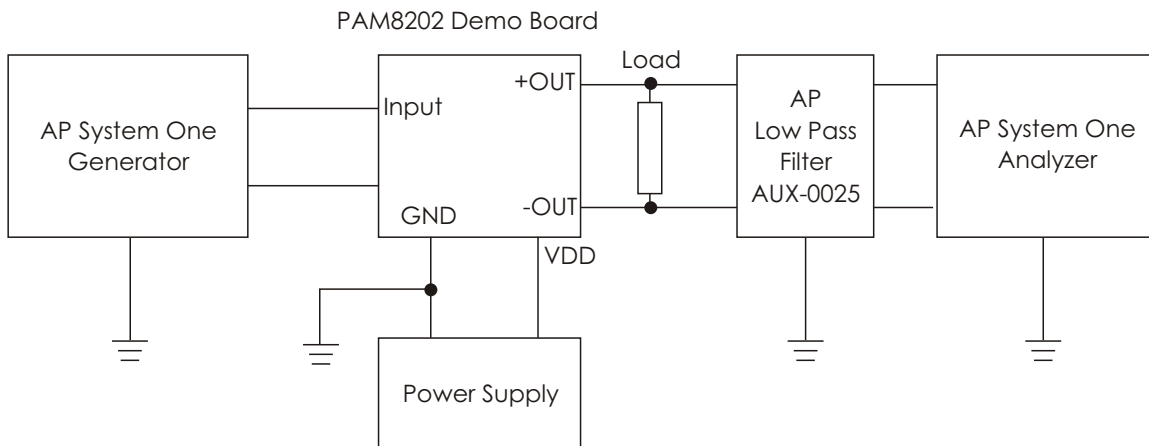 PAM8202 Demo Board
AP System One
Generator
Input
GND
+OUT
-OUT
VDD
Power Supply
Load
AP
Low Pass
Filter
AUX-0025
AP System One
Analyzer